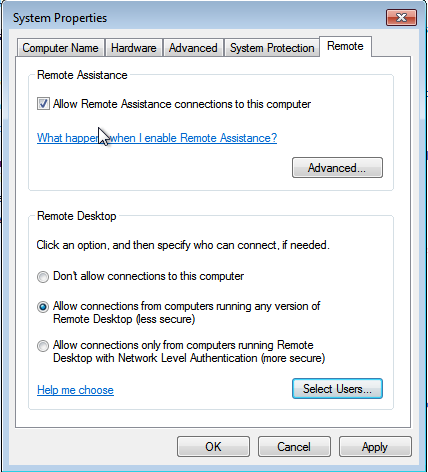 System Properties
Computer Name Hardware Advanced System Protection Remote
Remote Assistance
Allow Remote Assistance connections to this computer
What happens when I enable Remote Assistance?
Advanced...
Remote Desktop
Click an option, and then specify who can connect, if needed.
Don't allow connections to this computer
Allow connections from computers running any version of
Remote Desktop (less secure)
Allow connections only from computers running Remote
Desktop with Network Level Authentication (more secure)
Help me choose
Select Users...
OK Cancel Apply